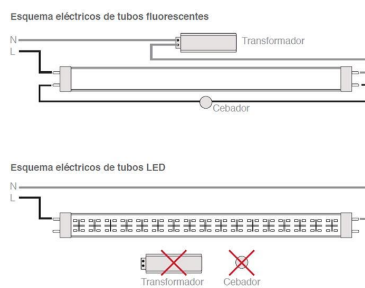 Esquema eléctricos de tubos fluorescentes
N
L
Transformador
Cebador
Esquema eléctricos de tubos LED
N
L
Transformador
Cebador